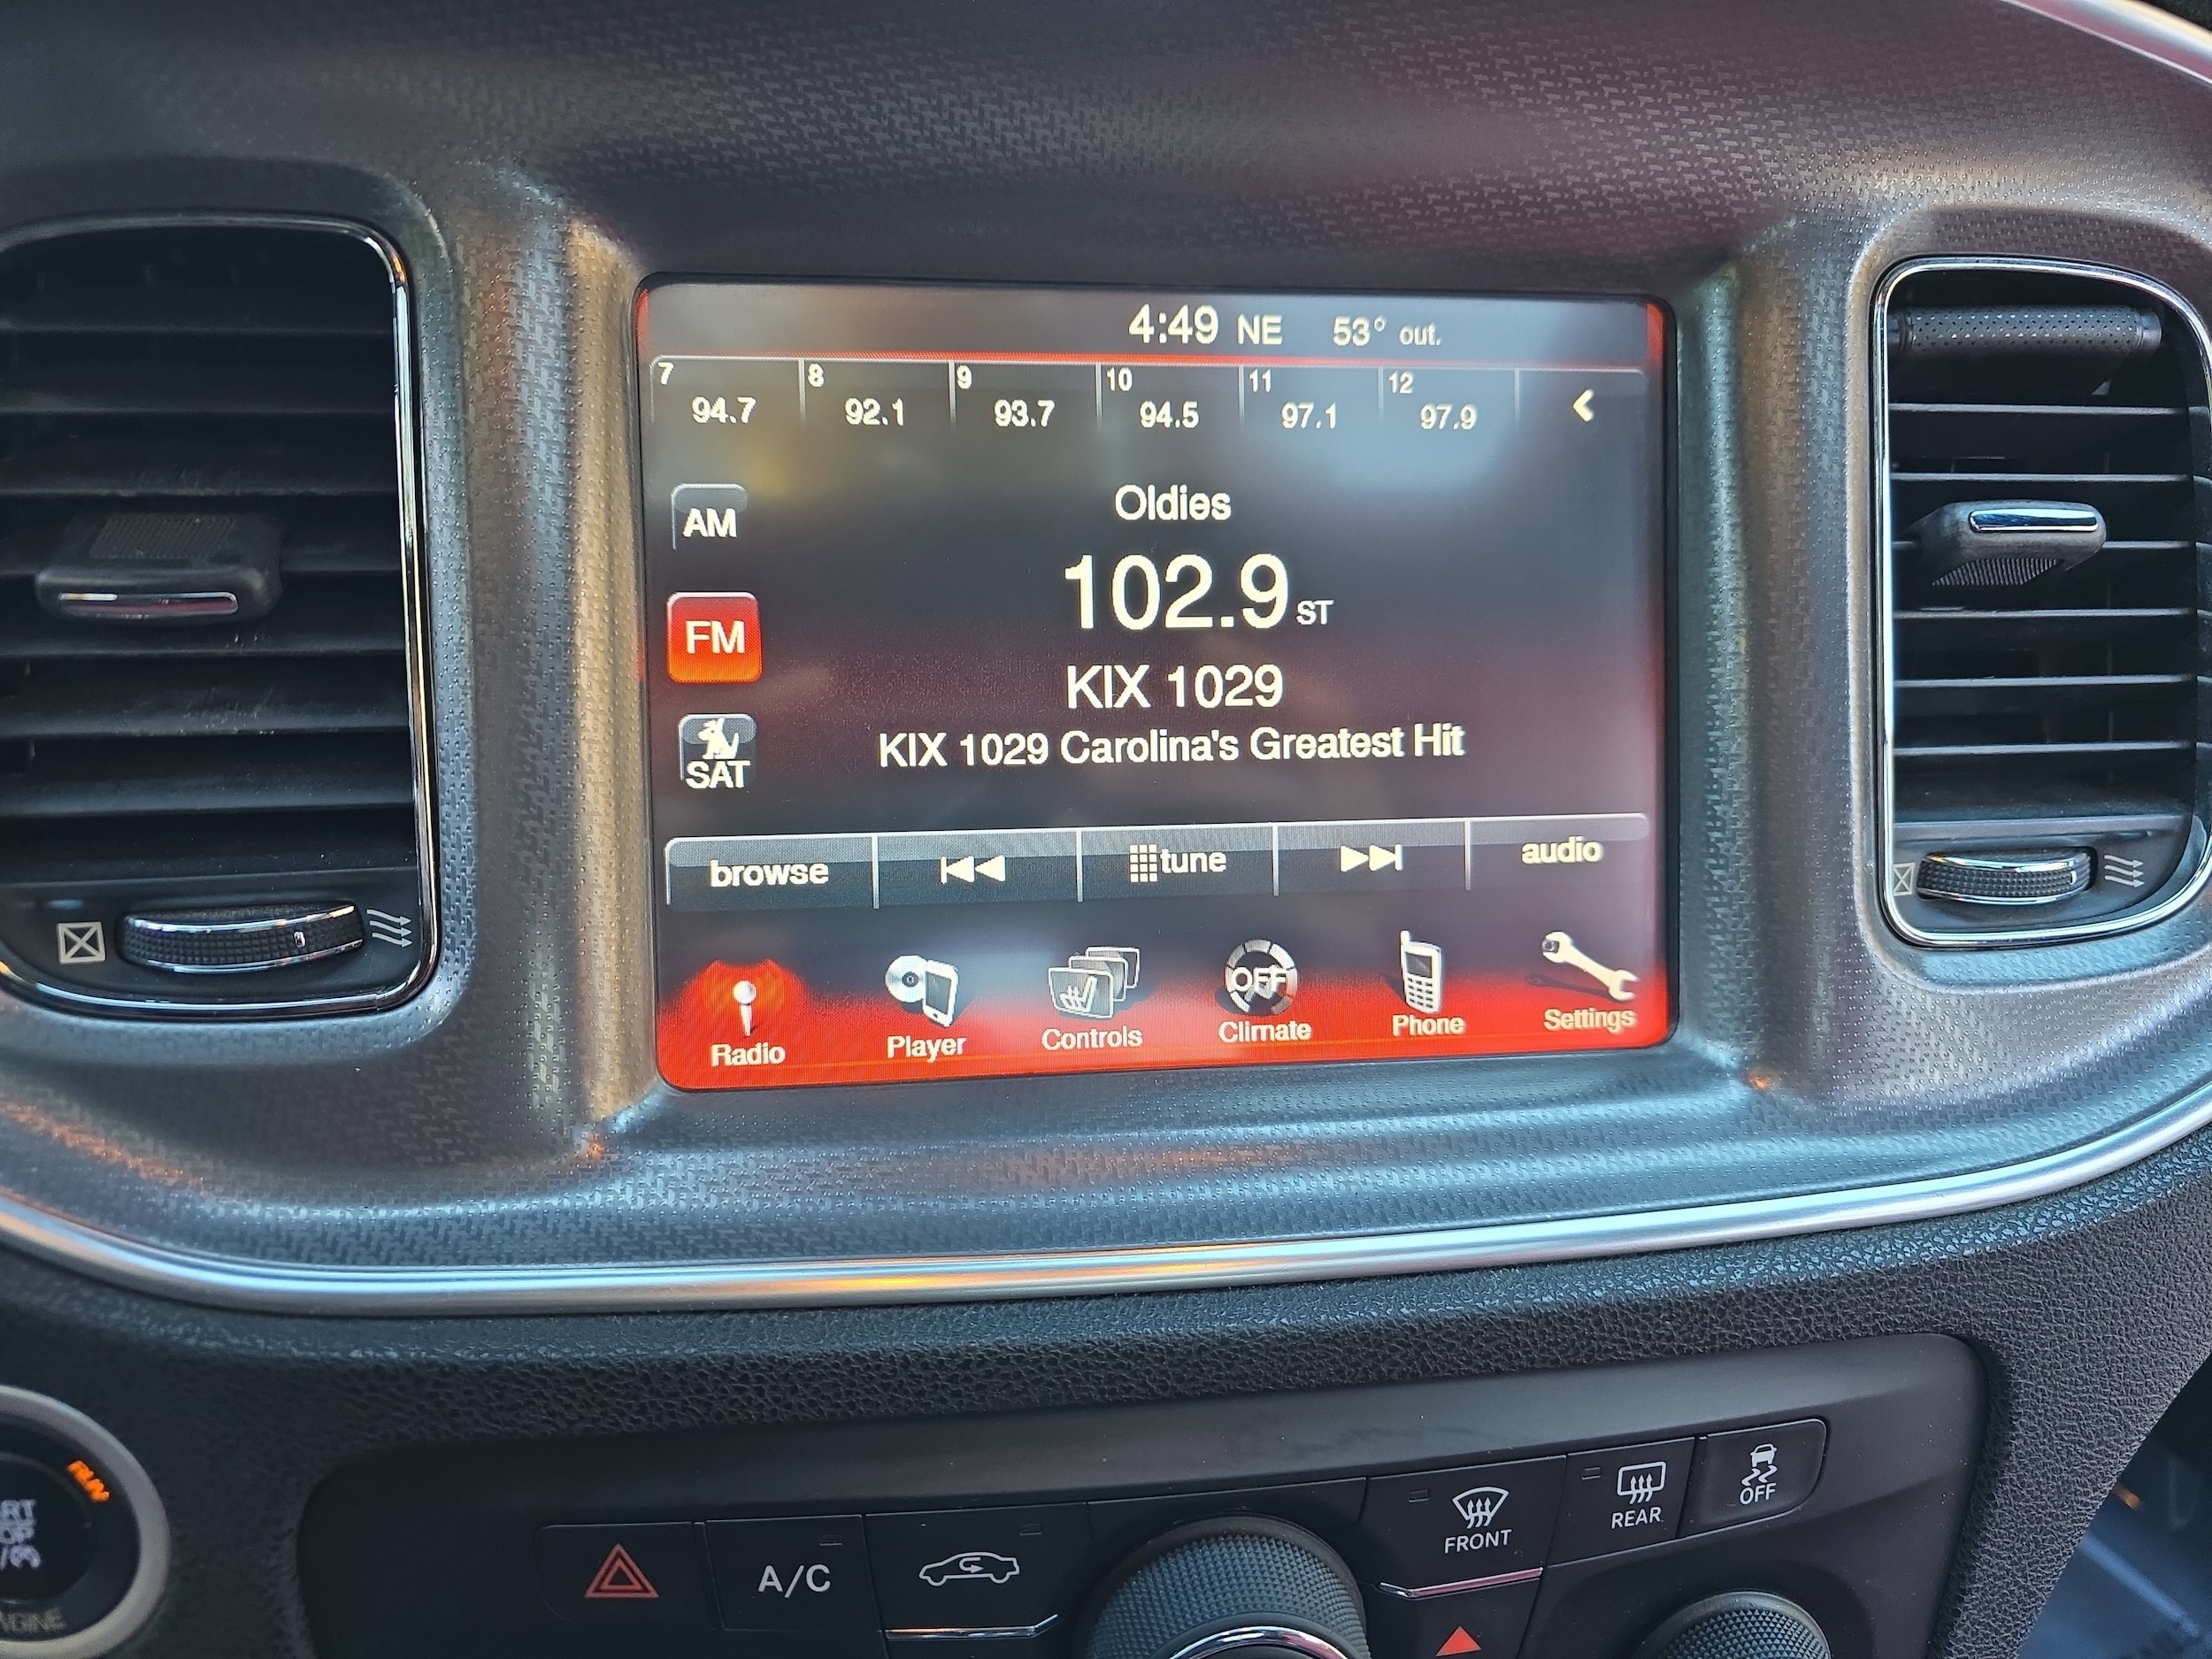 4:49 NE 53° out.
7 8 9 10 11 12
94.7 92.1 93.7 94.5 97.1 97.9
AM
Oldies
102.9 ST
FM
KIX 1029
KIX 1029 Carolina's Greatest Hit
SAT
browse tune audio
OFF
Radio Player Controls Climate Phone Settings
RUN
OFF
REAR
FRONT
A/C